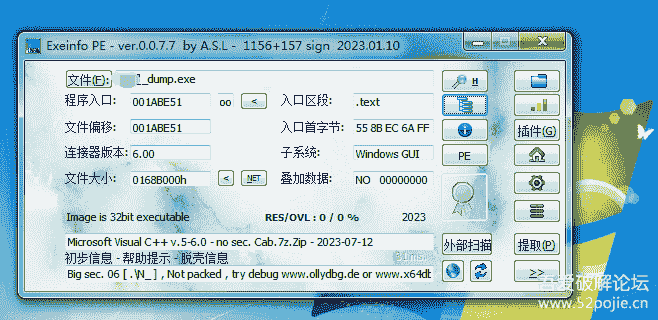 Exeinfo PE - ver.0.0.7.7 by A.S.L - 1156+157 sign 2023.01.10
文件(F): _dump.exe H
程序入口: 001ABE51 oo < 入口区段: .text
文件偏移: 001ABE51 入口首字节: 55 8B EC 6A FF 插件(G)
连接器版本: 6.00 子系统: Windows GUI PE
文件大小: 0168B000h < NET 叠加数据: NO 00000000
Image is 32bit executable RES/OVL : 0 / 0 % 2023
Microsoft Visual C++ v.5-6.0 - no sec. Cab.7z.Zip - 2023-07-12 外部扫描 提取(P)
初步信息 - 帮助提示 - 脱壳信息
Big sec. 06 [ .\N_ ] , Not packed , try debug www.ollydbg.de or www.x64dt >>
吾爱破解论坛
www.52pojie.cn